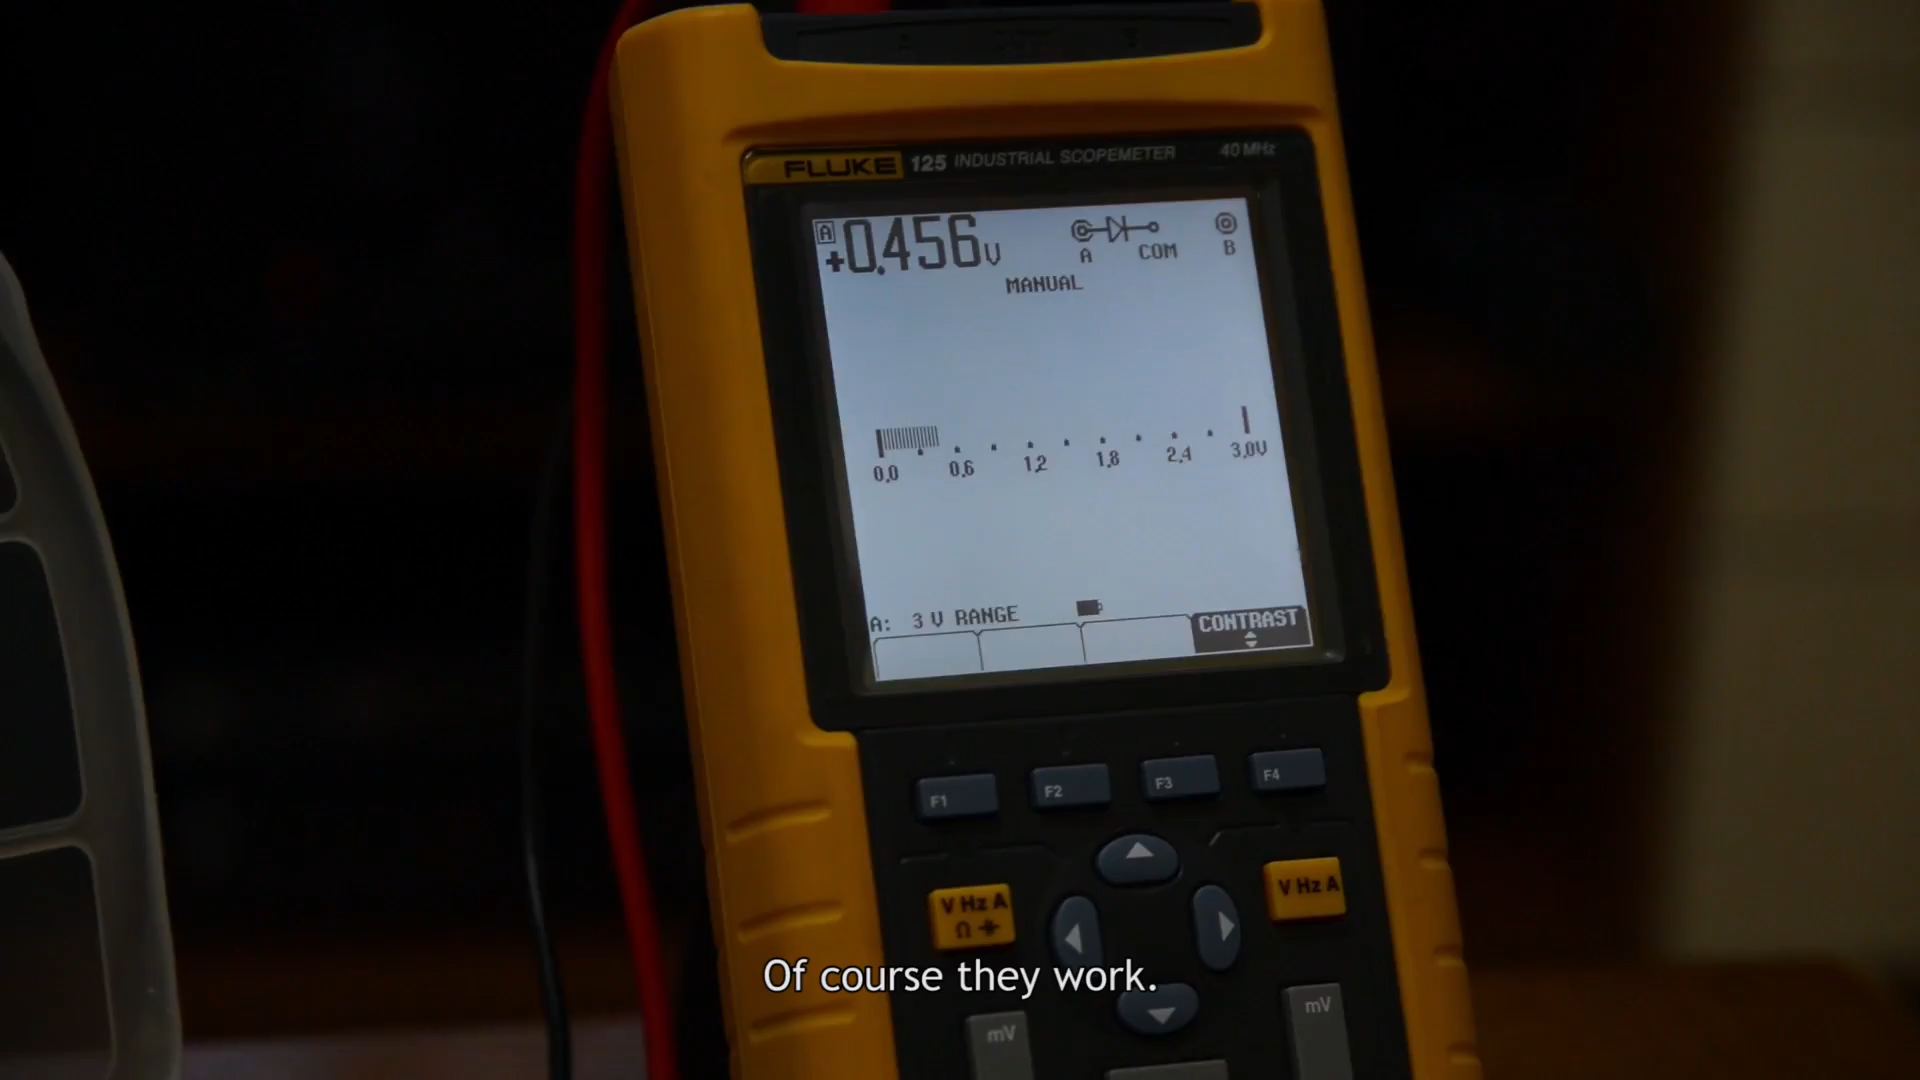 FLUKE 125 INDUSTRIAL SCOPEMETER 40 MHz
A +0.456 V
A COM B
MANUAL
0.0 0.6 1.2 1.8 2.4 3.0V
A: 3 V RANGE
CONTRAST
F1 F2 F3 F4
V Hz A V Hz A
Ω
Of course they work.
mV mV